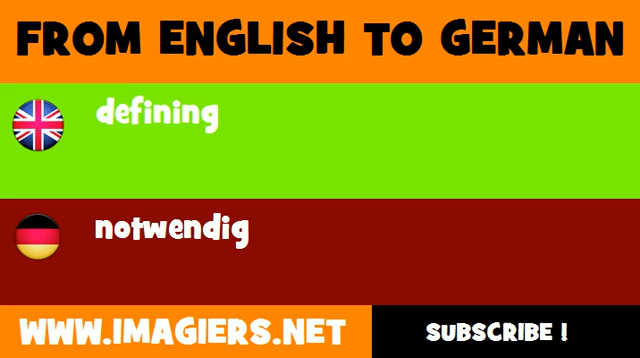 FROM ENGLISH TO GERMAN
defining
notwendig
WWW.IMAGIERS.NET
SUBSCRIBE !